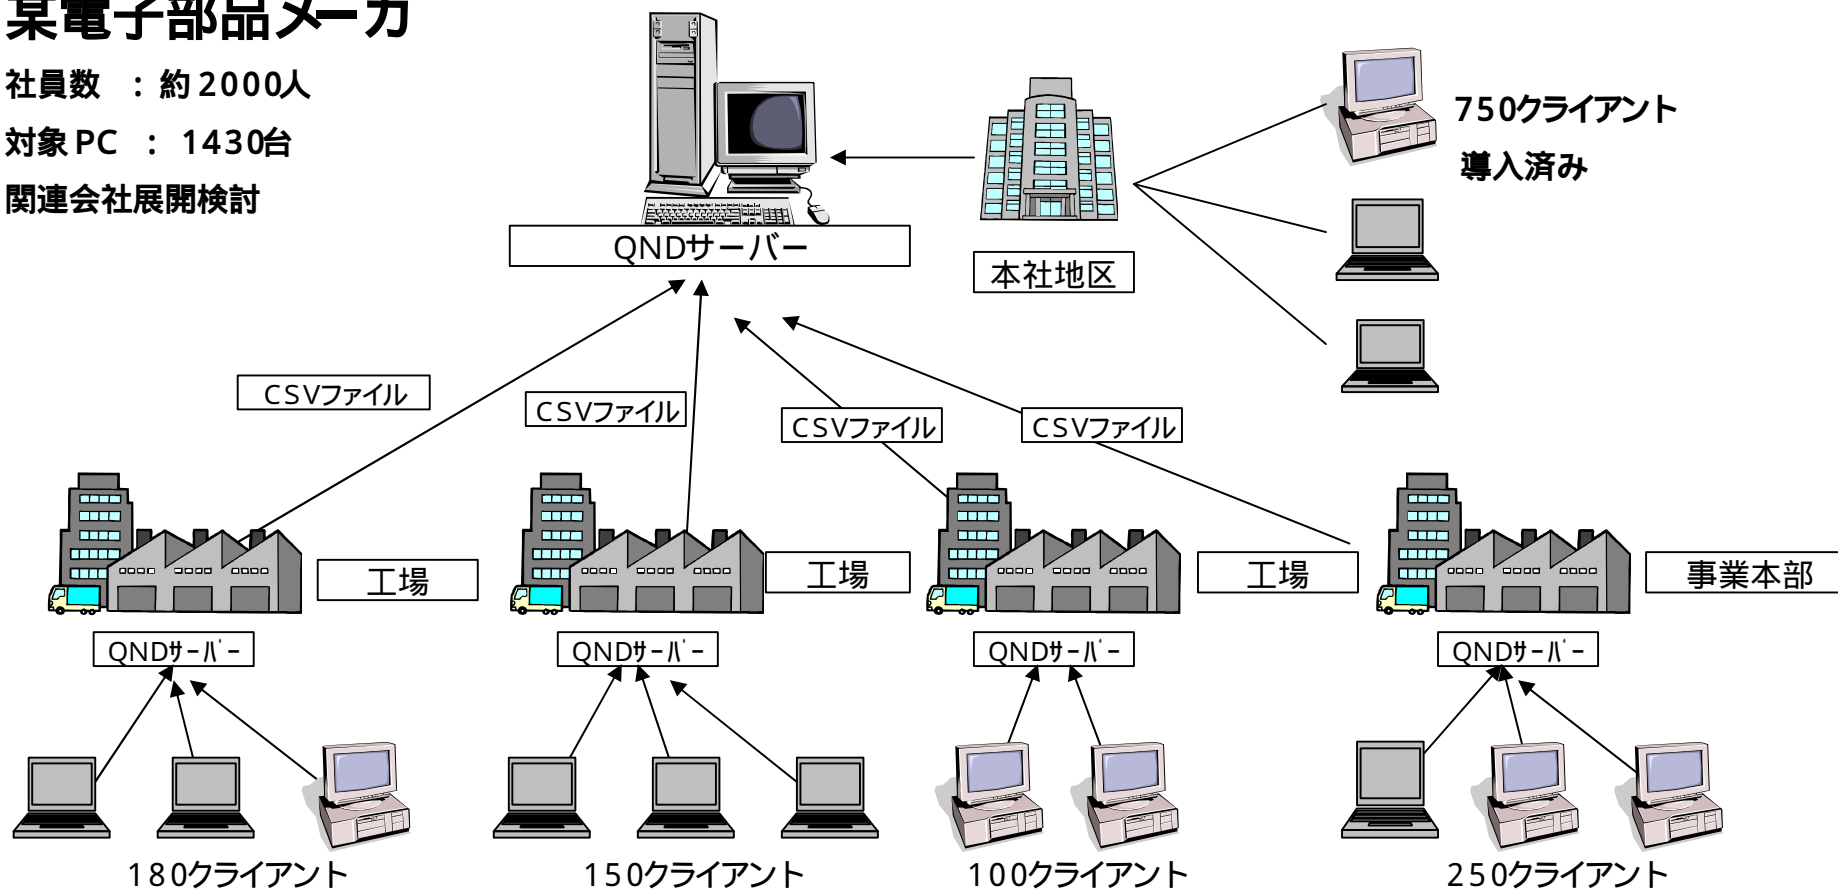 某電子部品メーカ
社員数 : 約2000人
対象PC : 1430台
関連会社展開検討
750クライアント
導入済み
QNDサーバー
本社地区
CSVファイル
CSVファイル
CSVファイル
CSVファイル
工場
工場
工場
事業本部
QNDｻｰﾊﾞｰ
QNDｻｰﾊﾞｰ
QNDｻｰﾊﾞｰ
QNDｻｰﾊﾞｰ
180クライアント
150クライアント
100クライアント
250クライアント